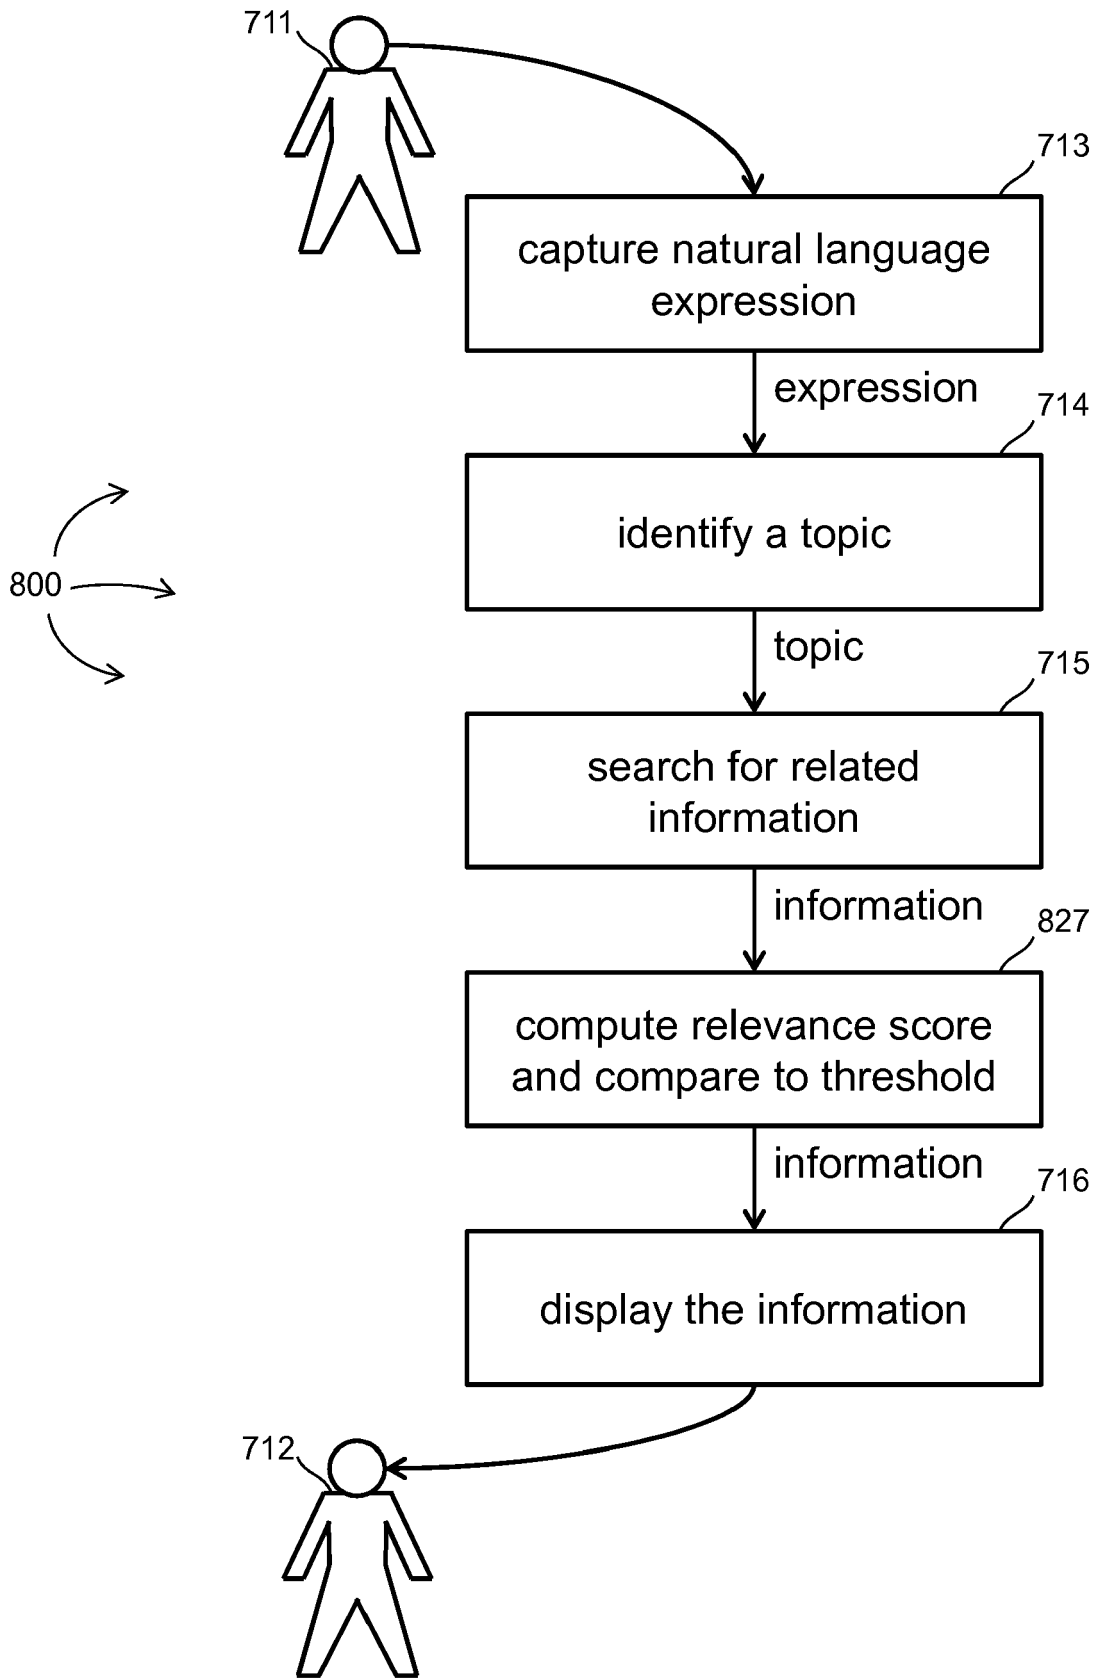 711
713
capture natural language
expression
expression
714
identify a topic
800
topic
715
search for related
information
information
827
compute relevance score
and compare to threshold
information
716
display the information
712